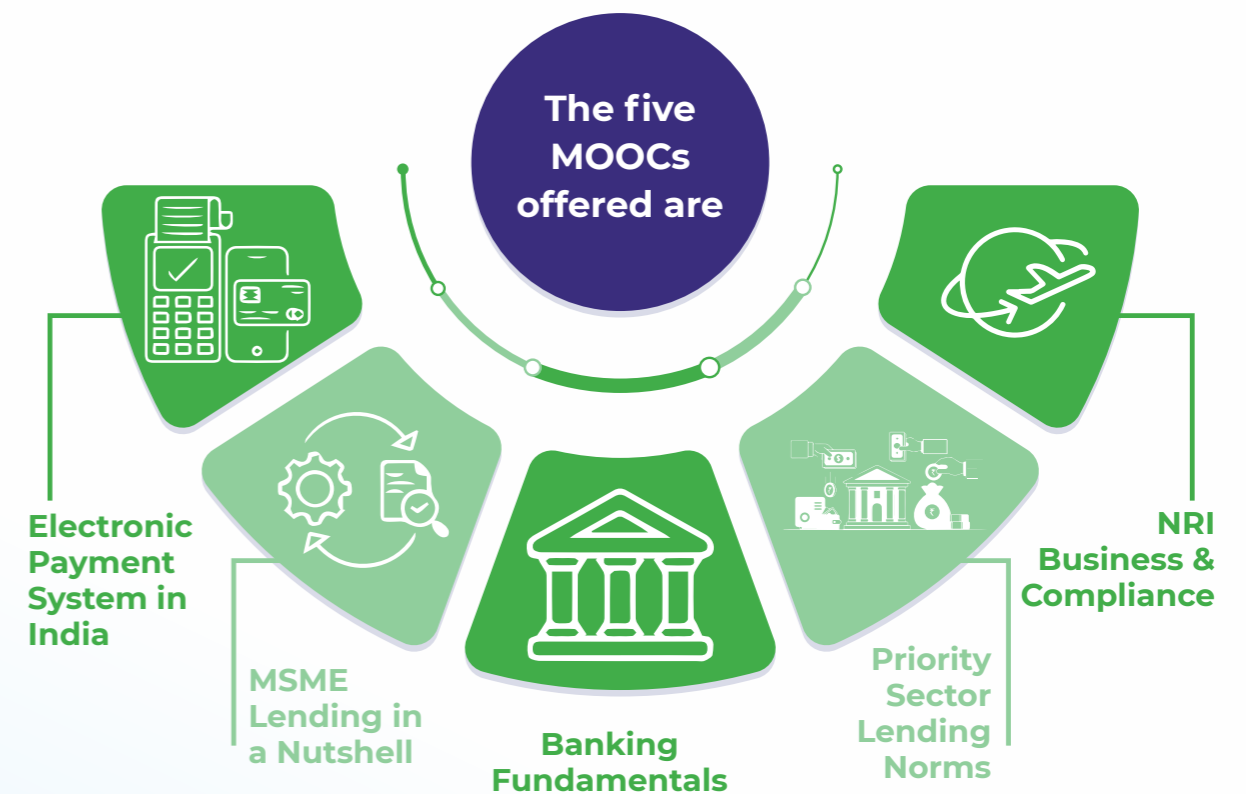 The five
MOOCs
offered are
Electronic
Payment
System in
India
MSME
Lending in
a Nutshell
Banking
Fundamentals
Priority
Sector
Lending
Norms
NRI
Business &
Compliance